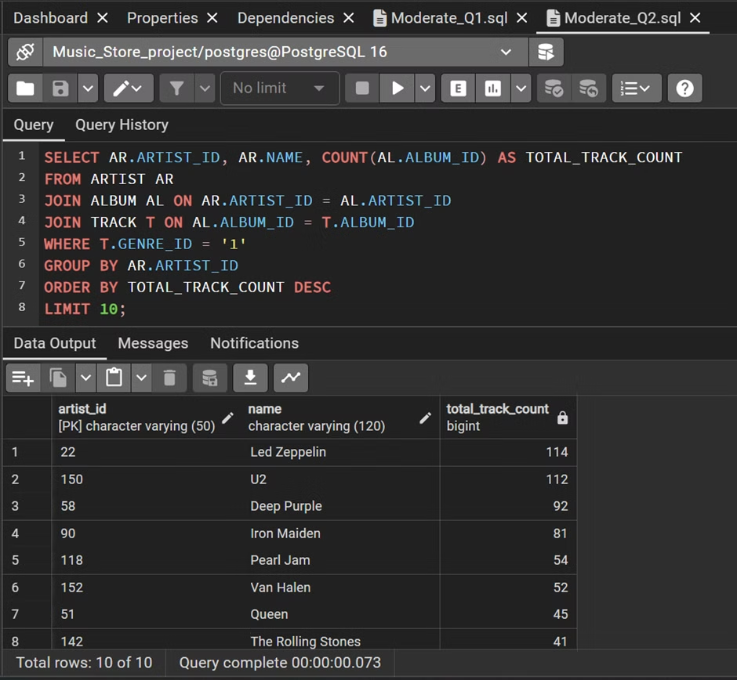 Dashboard Properties Dependencies Moderate_Q1.sql Moderate_Q2.sql
Music_Store_project/postgres@PostgreSQL 16
No limit E
Query Query History
1 SELECT AR.ARTIST_ID, AR.NAME, COUNT(AL.ALBUM_ID) AS TOTAL_TRACK_COUNT
2 FROM ARTIST AR
3 JOIN ALBUM AL ON AR.ARTIST_ID = AL.ARTIST_ID
4 JOIN TRACK T ON AL.ALBUM_ID = T.ALBUM_ID
5 WHERE T.GENRE_ID = '1'
6 GROUP BY AR.ARTIST_ID
7 ORDER BY TOTAL_TRACK_COUNT DESC
8 LIMIT 10;
Data Output Messages Notifications
artist_id name total_track_count
[PK] character varying (50) character varying (120) bigint
1 22 Led Zeppelin 114
2 150 U2 112
3 58 Deep Purple 92
4 90 Iron Maiden 81
5 118 Pearl Jam 54
6 152 Van Halen 52
7 51 Queen 45
8 142 The Rolling Stones 41
Total rows: 10 of 10 Query complete 00:00:00.073